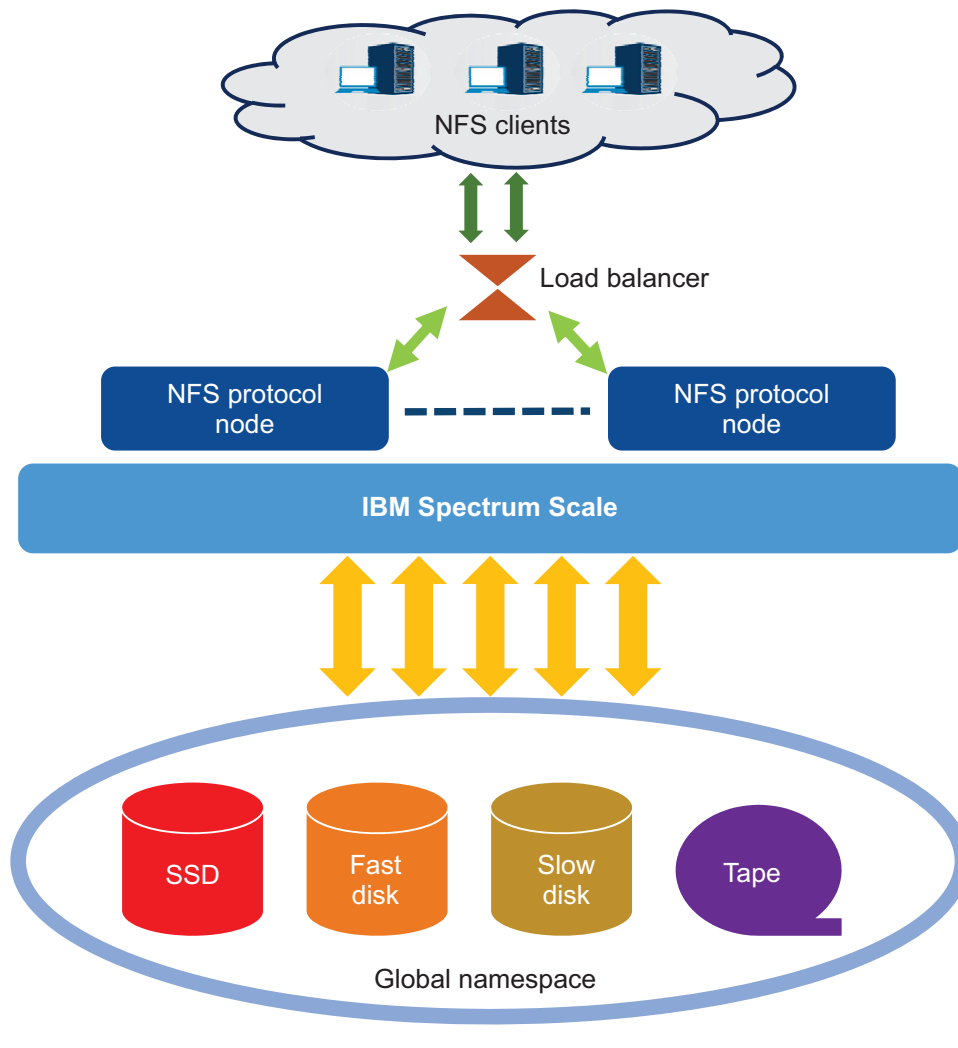 NFS clients
Load balancer
NFS protocol
node
NFS protocol
node
IBM Spectrum Scale
SSD
Fast
disk
Slow
disk
Tape
Global namespace